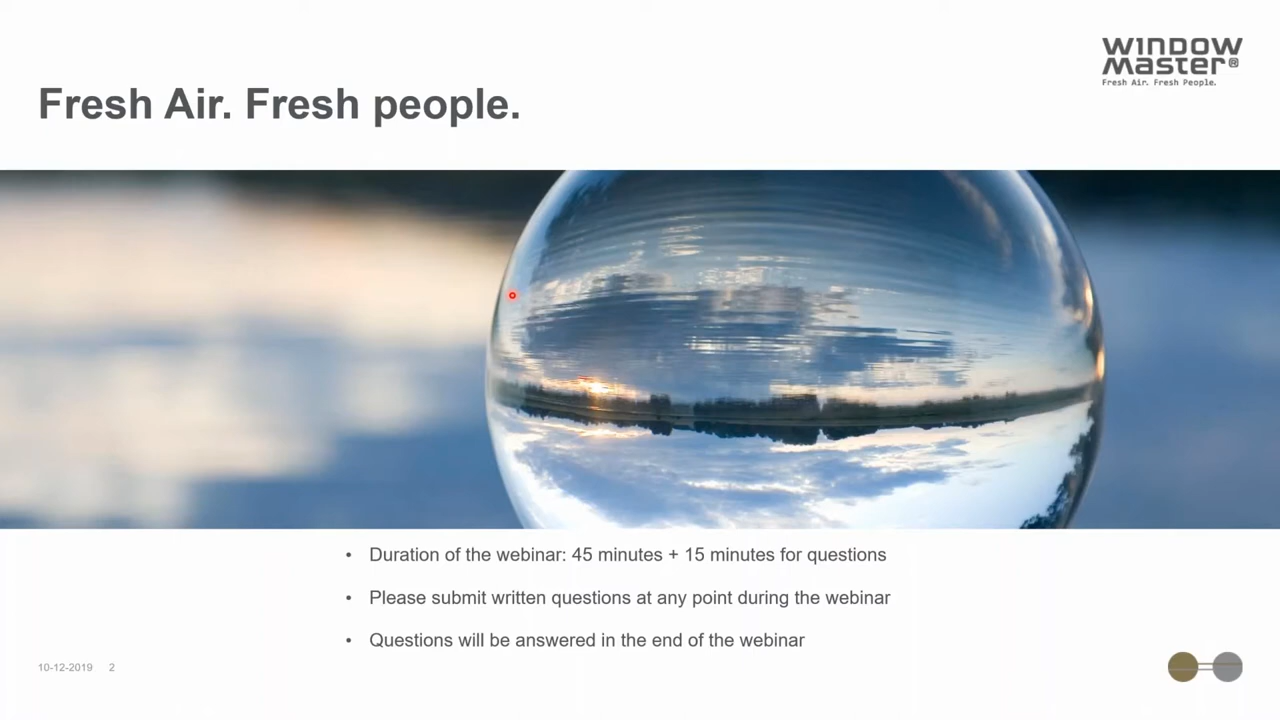 WINDOW
Master®
Fresh Air. Fresh People.
Fresh Air. Fresh people.
• Duration of the webinar: 45 minutes + 15 minutes for questions
• Please submit written questions at any point during the webinar
• Questions will be answered in the end of the webinar
10-12-2019 2